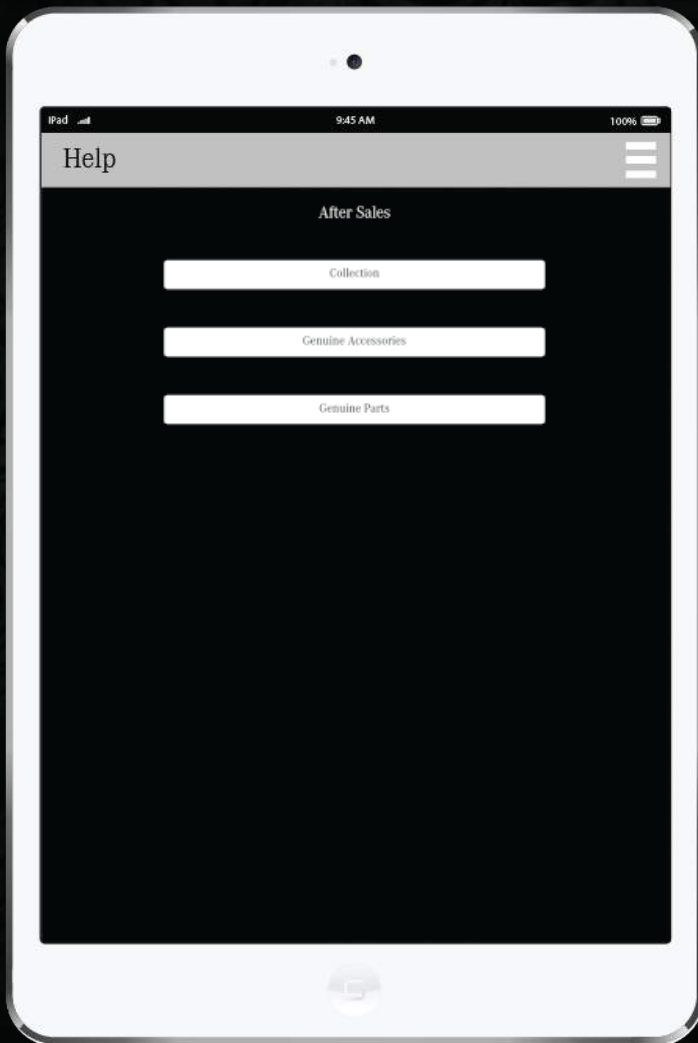 iPad 9:45 AM 100%
Help
After Sales
Collection
Genuine Accessories
Genuine Parts